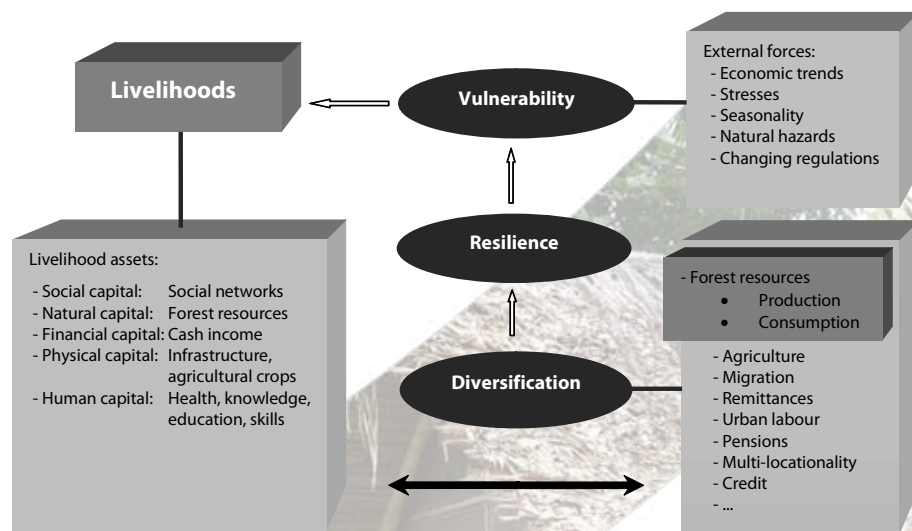 Livelihoods
Vulnerability
External forces:
- Economic trends
- Stresses
- Seasonality
- Natural hazards
- Changing regulations
Resilience
Livelihood assets:
- Social capital: Social networks
- Natural capital: Forest resources
- Financial capital: Cash income
- Physical capital: Infrastructure,
agricultural crops
- Human capital: Health, knowledge,
education, skills
Diversification
- Forest resources
• Production
• Consumption
- Agriculture
- Migration
- Remittances
- Urban labour
- Pensions
- Multi-locationality
- Credit
- ...